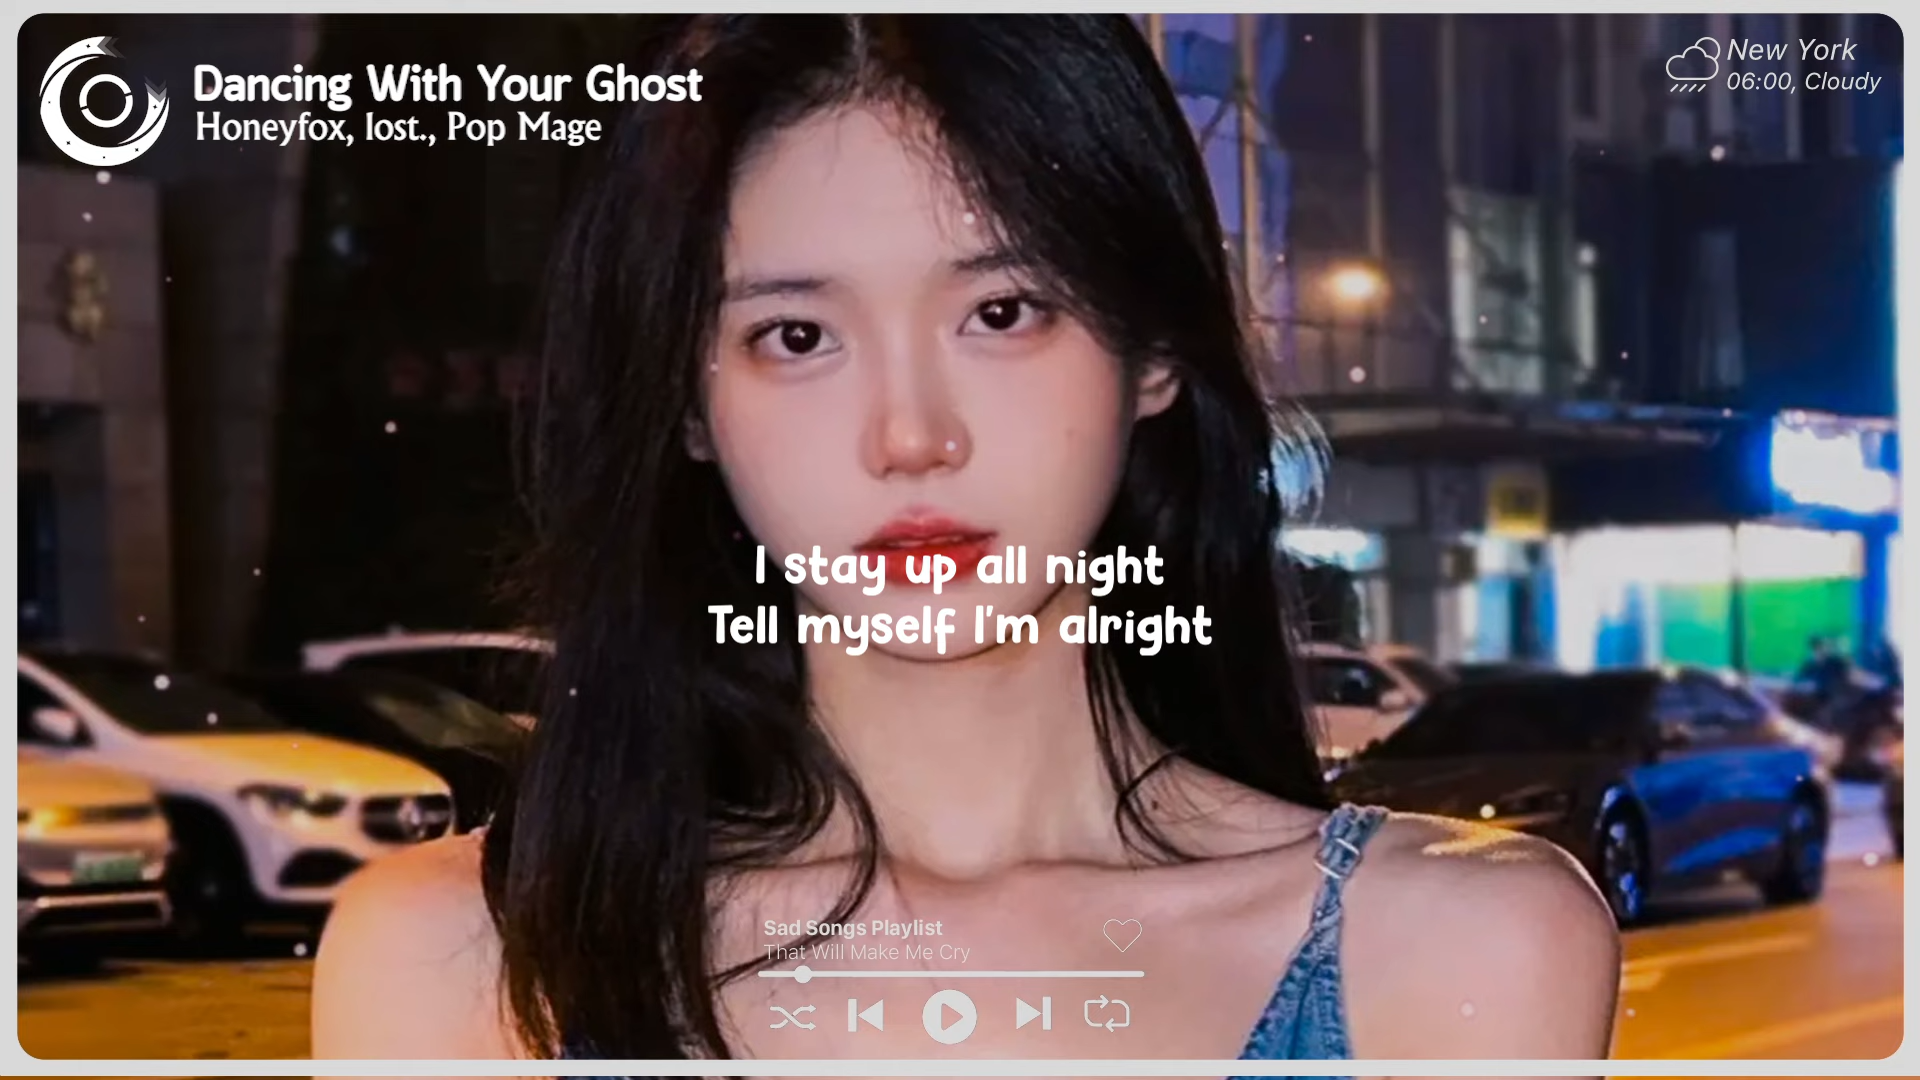 Dancing With Your Ghost
Honeyfox, lost., Pop Mage
New York
06:00, Cloudy
I stay up all night
Tell myself I'm alright
Sad Songs Playlist
That Will Make Me Cry